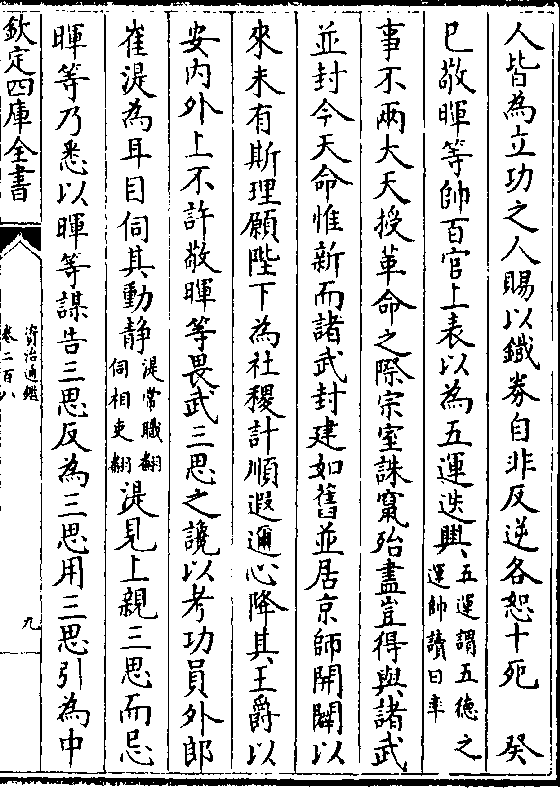 人皆為立功之人賜以鐵券自非反逆各恕十死　癸
巳敬暉等帥百官上表以為五運迭興五運謂五德之運帥讀曰率
事不兩大天授革命之際宗室誅竄殆盡豈得與諸武
並封今天命惟新而諸武封建如舊並居京師開闢以
來未有斯理願陛下為社稷計順遐邇心降其王爵以
安内外上不許敬暉等畏武三思之讒以考功員外郎
崔湜為耳目伺其動静湜常職翻伺相吏翻湜見上親三思而忌
暉等乃悉以暉等謀告三思反為三思用三思引為中
欽定四庫全書
資治通鑑
卷二百八
九